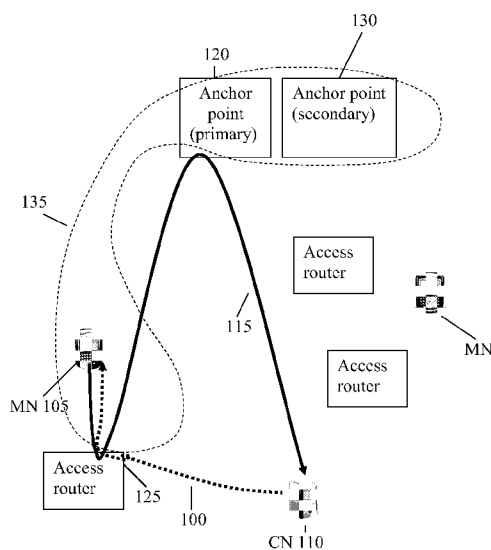 120
130
Anchor
point
(primary)
Anchor point
(secondary)
135
Access
router
115
MN
MN 105
Access
router
Access
router
125
100
CN 110